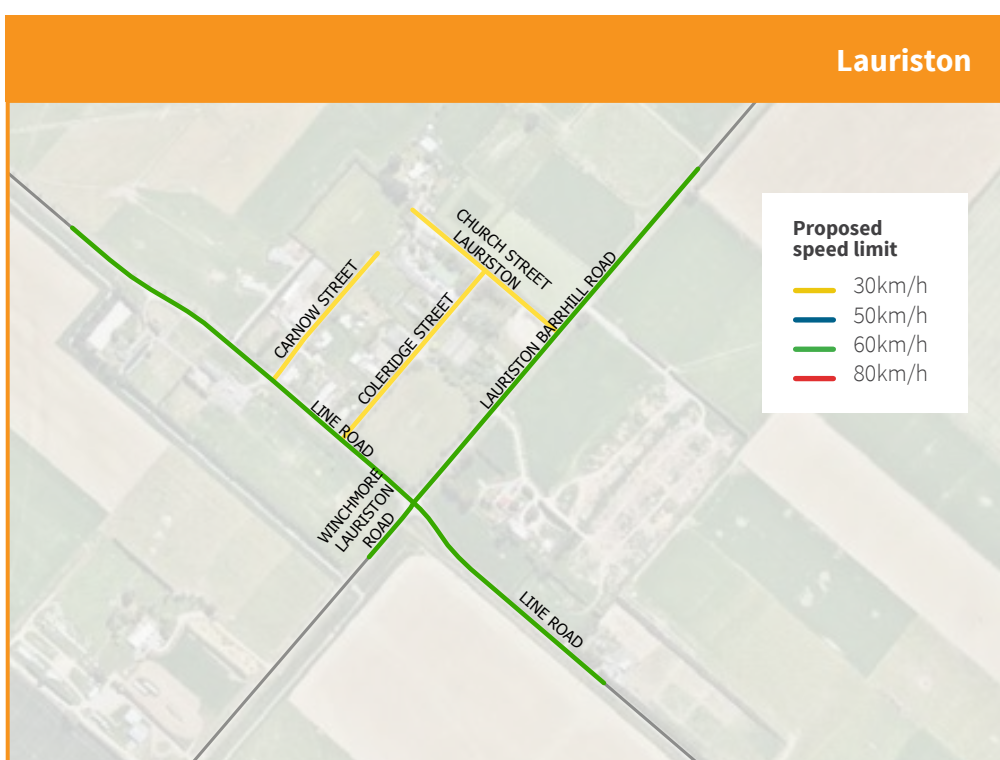 Lauriston
Proposed
speed limit
30km/h
50km/h
60km/h
80km/h
CHURCH STREET
LAURISTON
CARNOW STREET
COLERIDGE STREET
LAURISTON BARRHILL ROAD
LINE ROAD
WINCHMORE
LAURISTON
ROAD
LINE ROAD